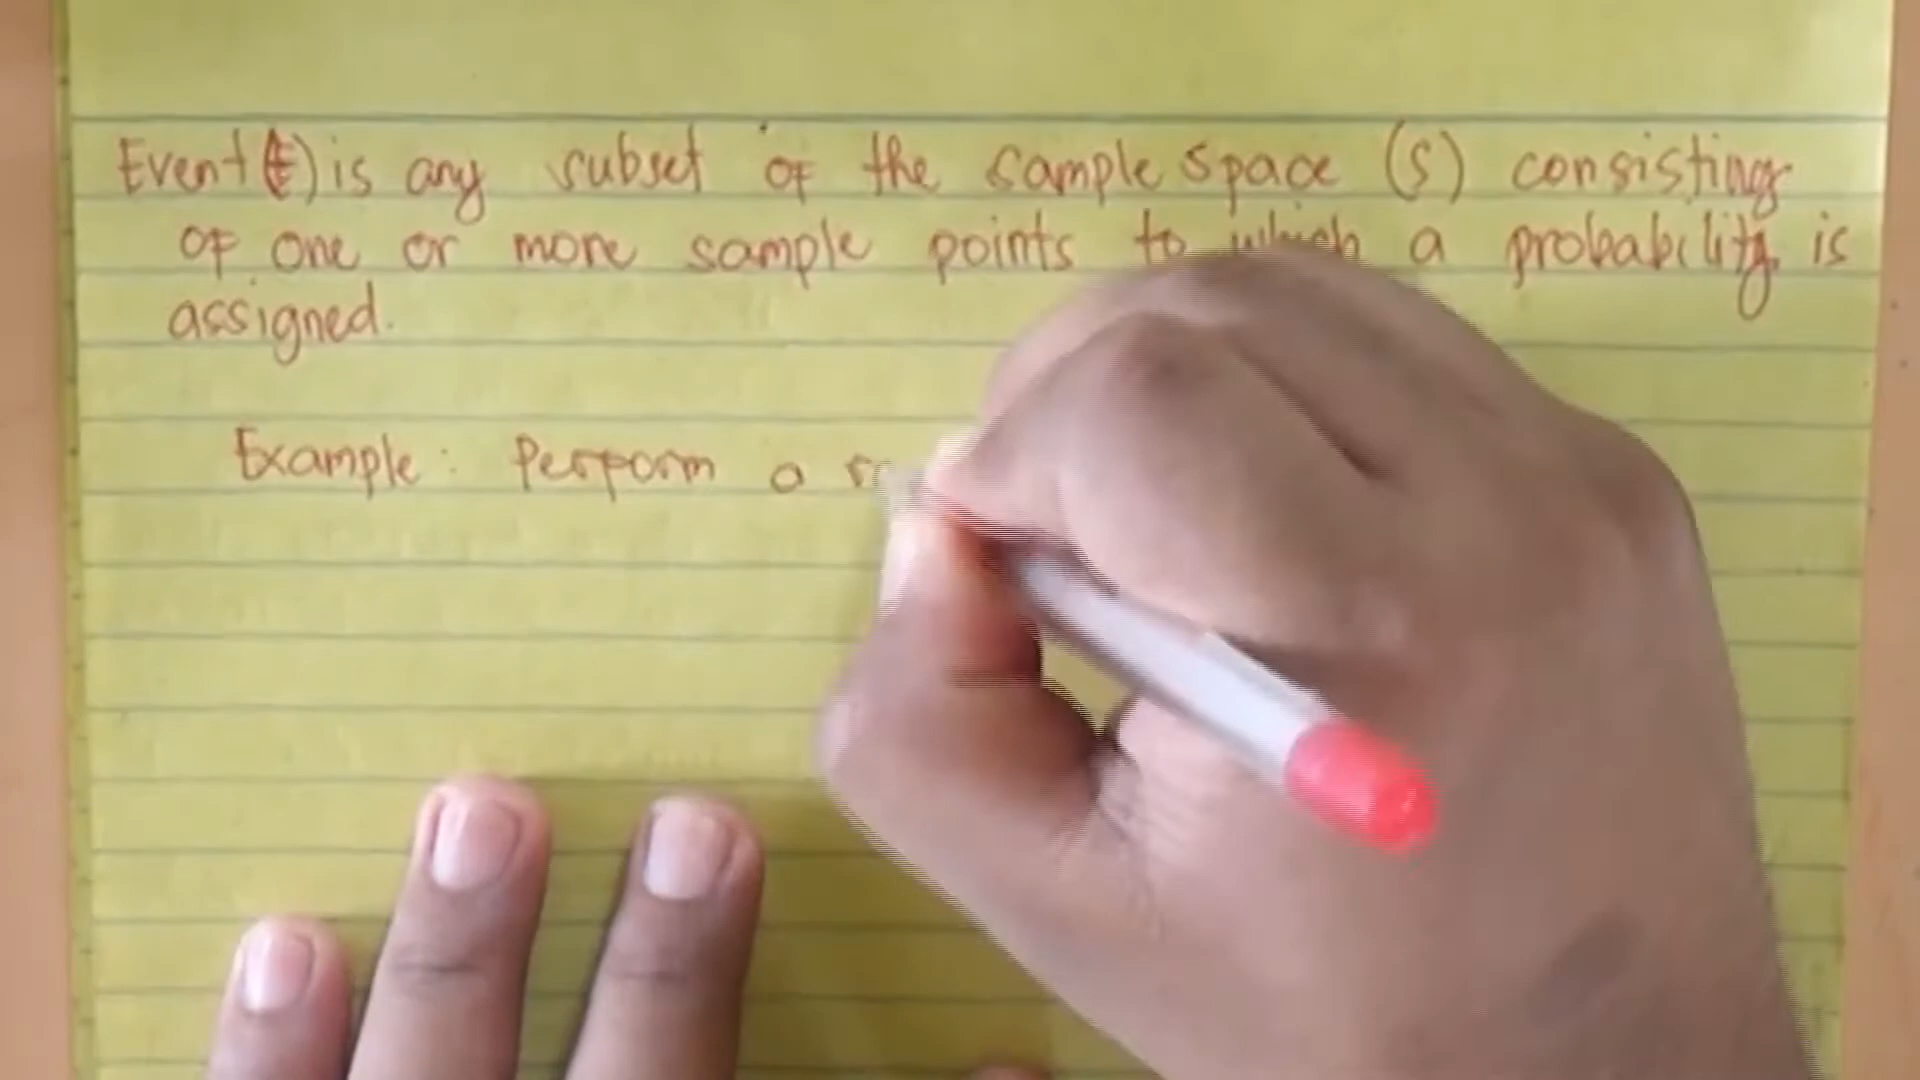 Event (E) is any subset of the sample space (S) consisting
of one or more sample points to which a probability is
assigned.
Example: Perform a